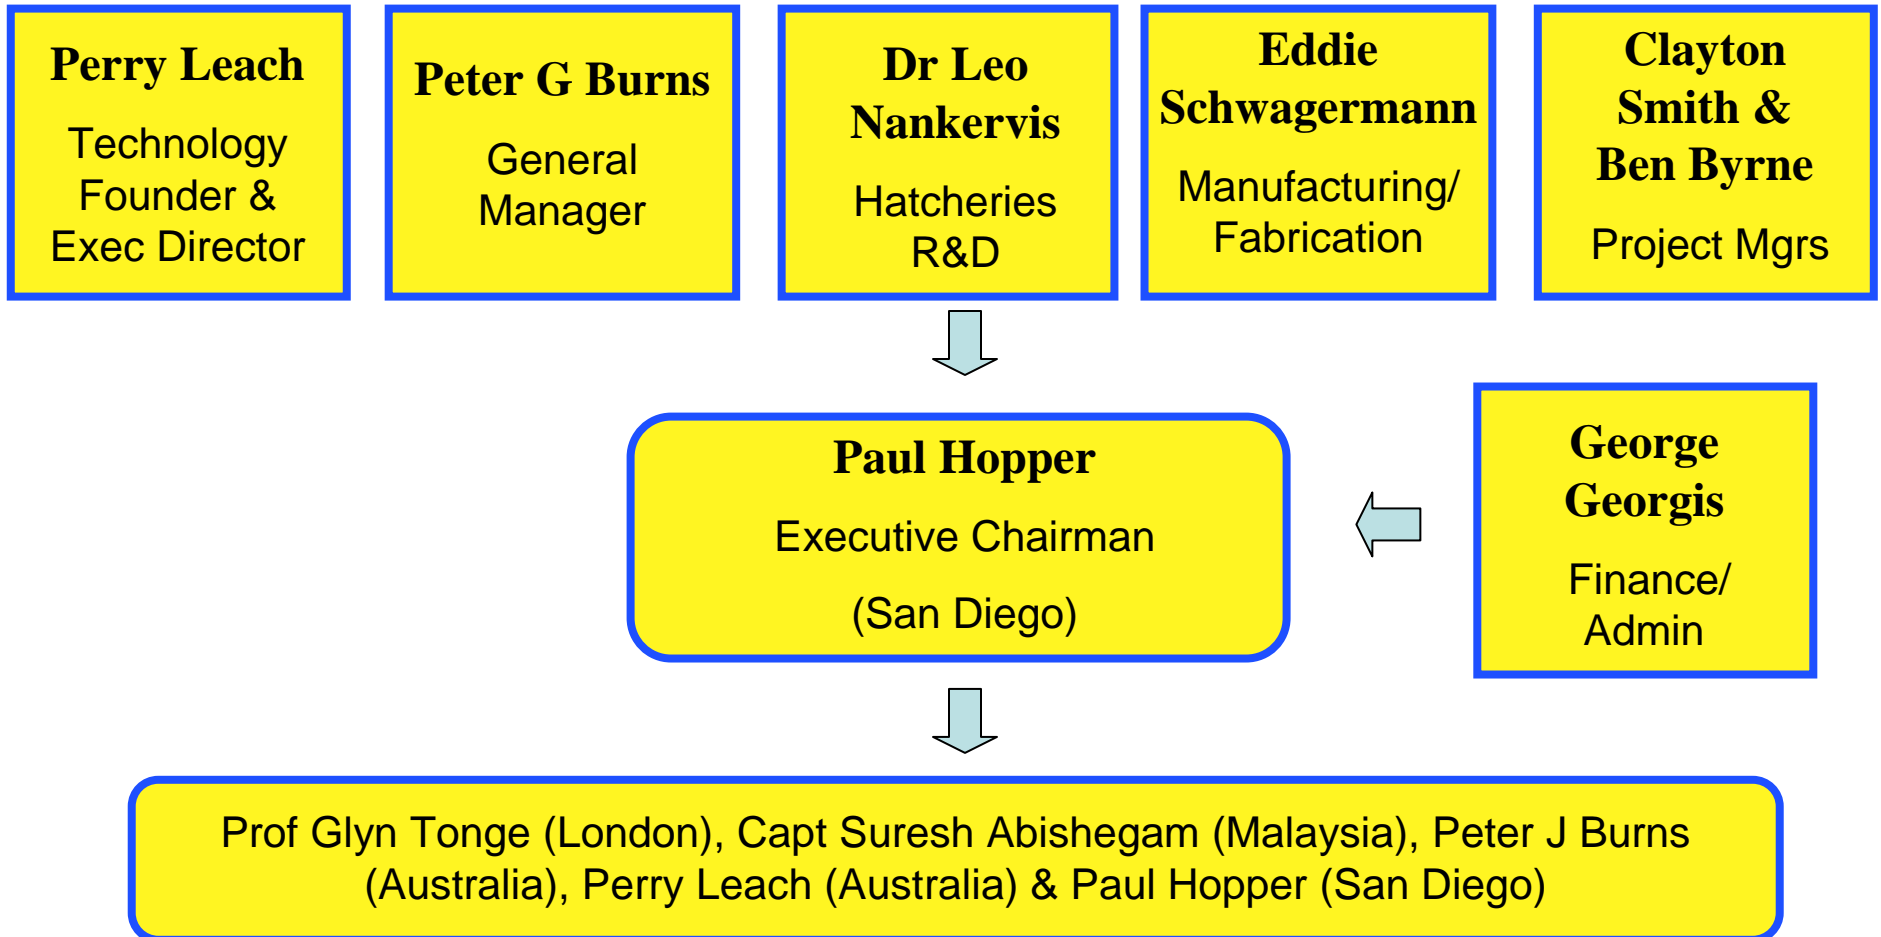 Perry Leach
Technology
Founder &
Exec Director
Peter G Burns
General
Manager
Dr Leo
Nankervis
Hatcheries
R&D
Eddie
Schwagermann
Manufacturing/
Fabrication
Clayton
Smith &
Ben Byrne
Project Mgrs
Paul Hopper
Executive Chairman
(San Diego)
George
Georgis
Finance/
Admin
Prof Glyn Tonge (London), Capt Suresh Abishegam (Malaysia), Peter J Burns
(Australia), Perry Leach (Australia) & Paul Hopper (San Diego)